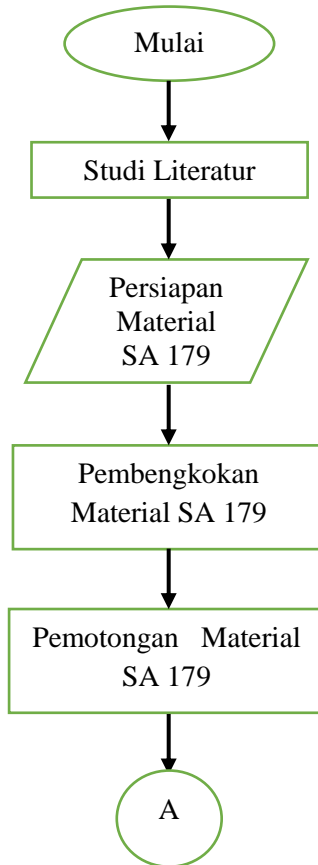 Mulai
Studi Literatur
Persiapan
Material
SA 179
Pembengkokan
Material SA 179
Pemotongan Material
SA 179
A